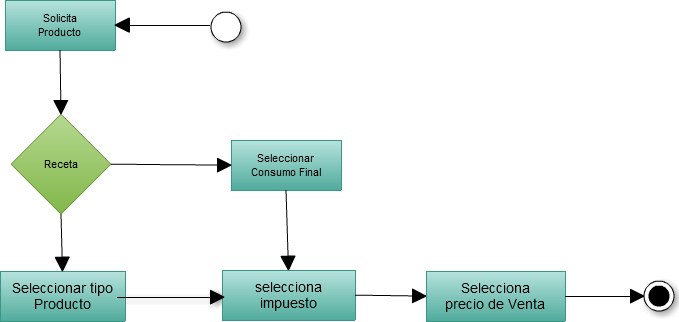 Solicita
Producto
Receta
Seleccionar
Consumo Final
Seleccionar tipo
Producto
selecciona
impuesto
Selecciona
precio de Venta